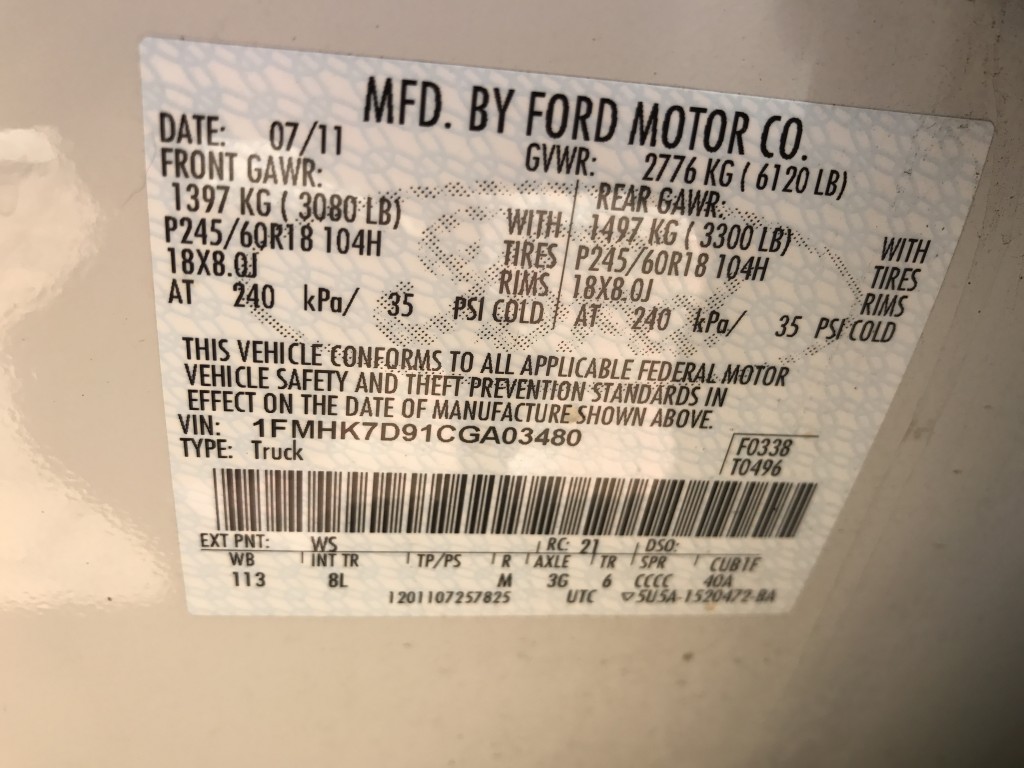 MFD. BY FORD MOTOR CO.
DATE: 07/11 GVWR: 2776 KG ( 6120 LB)
FRONT GAWR: REAR GAWR:
1397 KG ( 3080 LB) WITH 1497 KG ( 3300 LB) WITH
P245/60R18 104H TIRES P245/60R18 104H TIRES
18X8.0J RIMS 18X8.0J RIMS
AT 240 kPa/ 35 PSI COLD AT 240 kPa/ 35 PSI COLD
THIS VEHICLE CONFORMS TO ALL APPLICABLE FEDERAL MOTOR
VEHICLE SAFETY AND THEFT PREVENTION STANDARDS IN
EFFECT ON THE DATE OF MANUFACTURE SHOWN ABOVE.
VIN: 1FMHK7D91CGA03480
TYPE: Truck
F0338
T0496
EXT PNT: WS RC: 21 DSO:
WB INT TR TP/PS R AXLE TR SPR CUB1F
113 8L M 3G 6 CCCC 40A
1201107257825 UTC ▽5U5A-1520472-BA